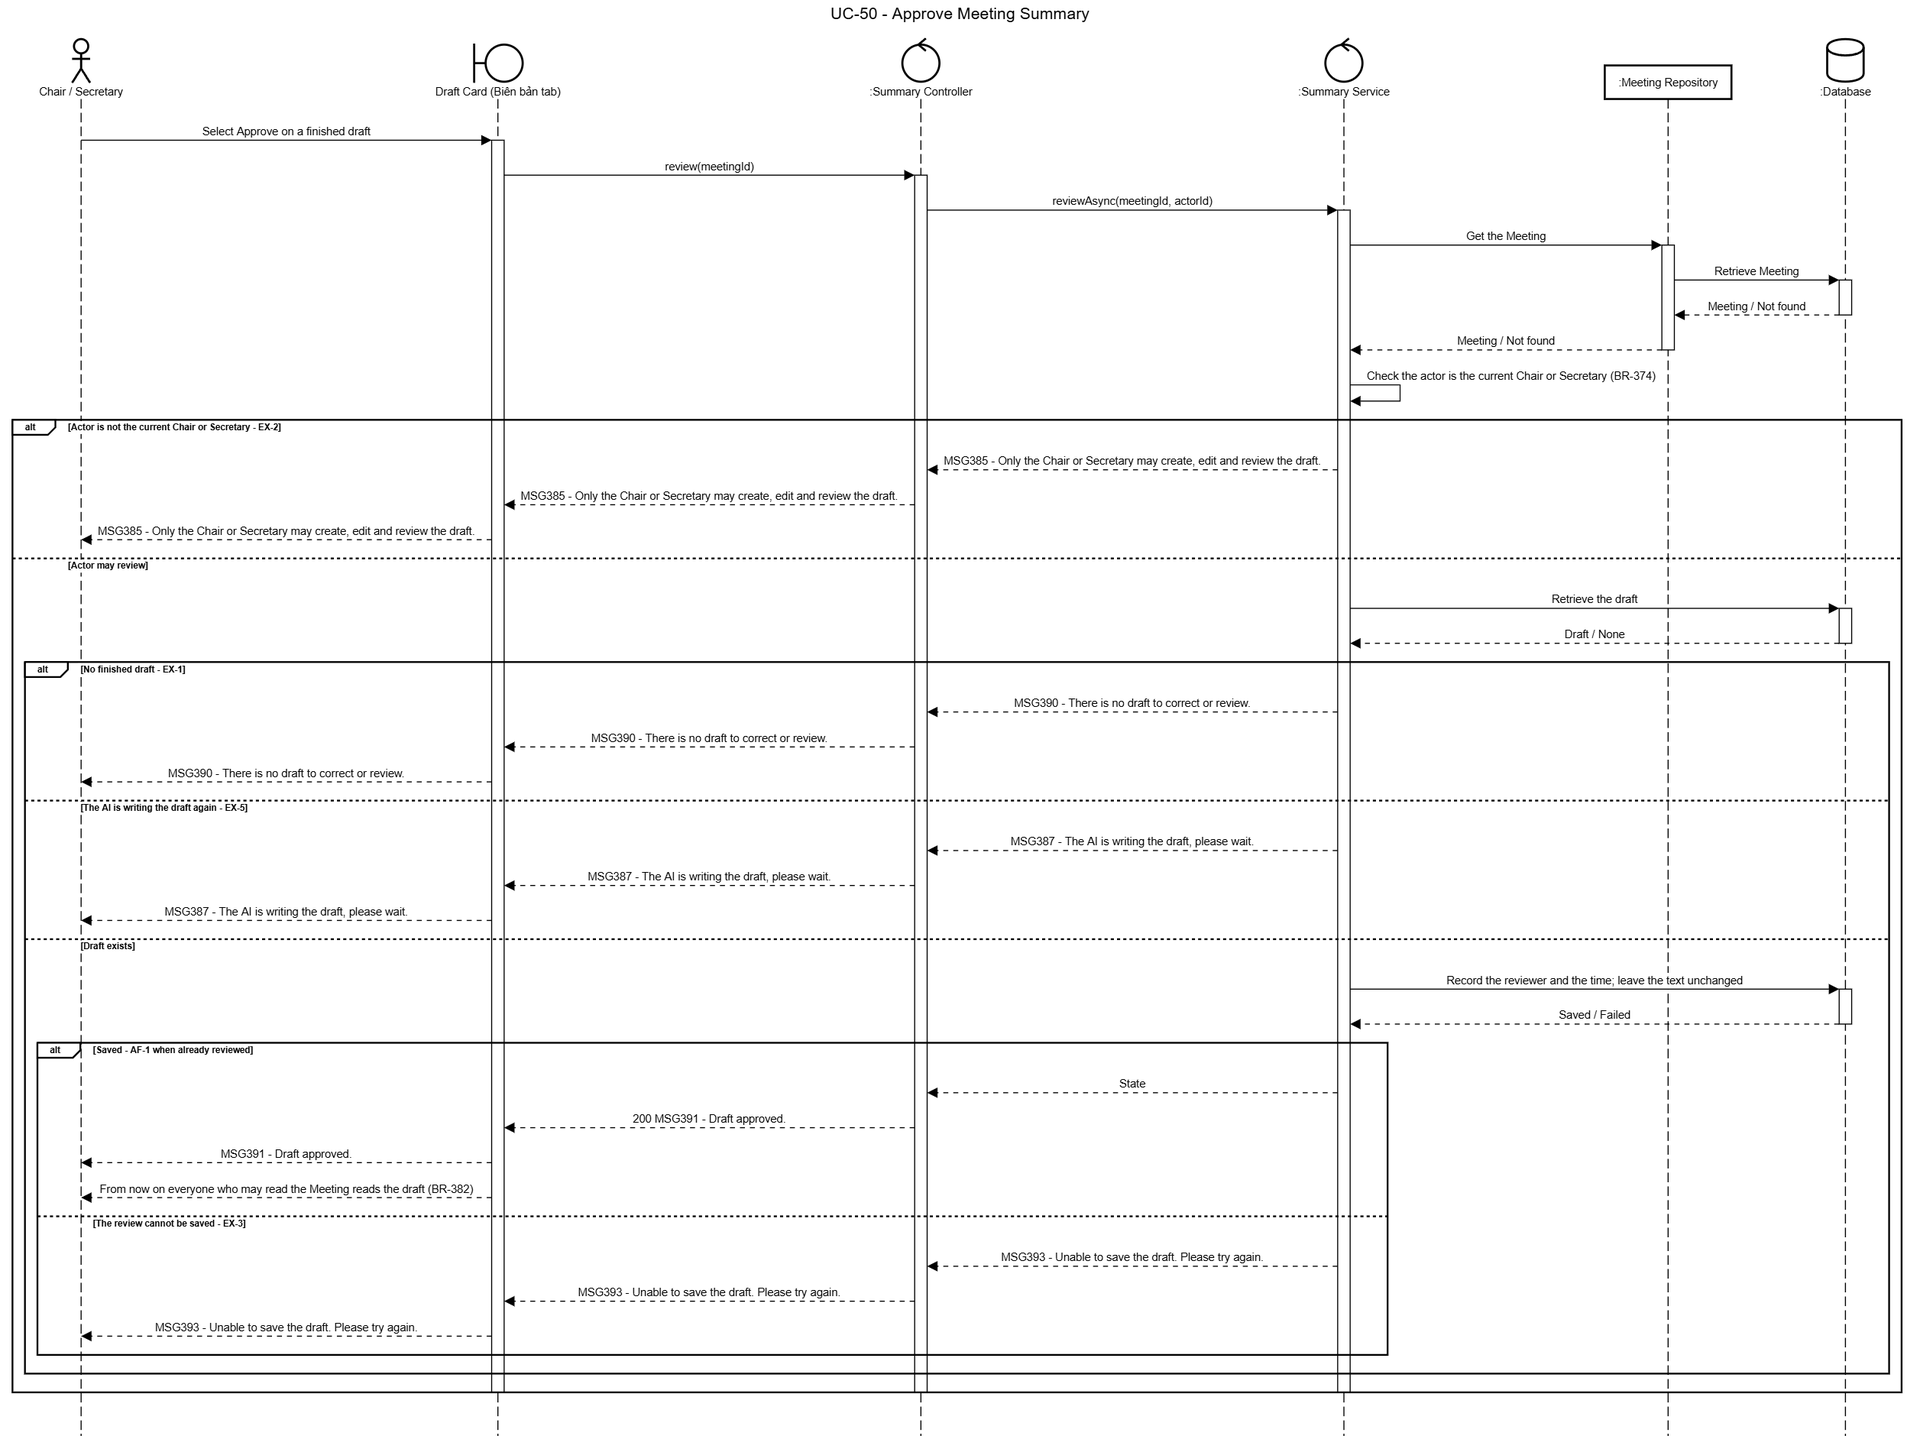 UC-50 - Approve Meeting Summary
Chair / Secretary
Draft Card (Biên bản tab)
:Summary Controller
:Summary Service
:Meeting Repository
:Database
Select Approve on a finished draft
review(meetingId)
reviewAsync(meetingId, actorId)
Get the Meeting
Retrieve Meeting
Meeting / Not found
Meeting / Not found
Check the actor is the current Chair or Secretary (BR-374)
alt [Actor is not the current Chair or Secretary - EX-2]
MSG385 - Only the Chair or Secretary may create, edit and review the draft.
MSG385 - Only the Chair or Secretary may create, edit and review the draft.
MSG385 - Only the Chair or Secretary may create, edit and review the draft.
[Actor may review]
Retrieve the draft
Draft / None
alt [No finished draft - EX-1]
MSG390 - There is no draft to correct or review.
MSG390 - There is no draft to correct or review.
MSG390 - There is no draft to correct or review.
[The AI is writing the draft again - EX-5]
MSG387 - The AI is writing the draft, please wait.
MSG387 - The AI is writing the draft, please wait.
MSG387 - The AI is writing the draft, please wait.
[Draft exists]
Record the reviewer and the time; leave the text unchanged
Saved / Failed
alt [Saved - AF-1 when already reviewed]
State
200 MSG391 - Draft approved.
MSG391 - Draft approved.
From now on everyone who may read the Meeting reads the draft (BR-382)
[The review cannot be saved - EX-3]
MSG393 - Unable to save the draft. Please try again.
MSG393 - Unable to save the draft. Please try again.
MSG393 - Unable to save the draft. Please try again.